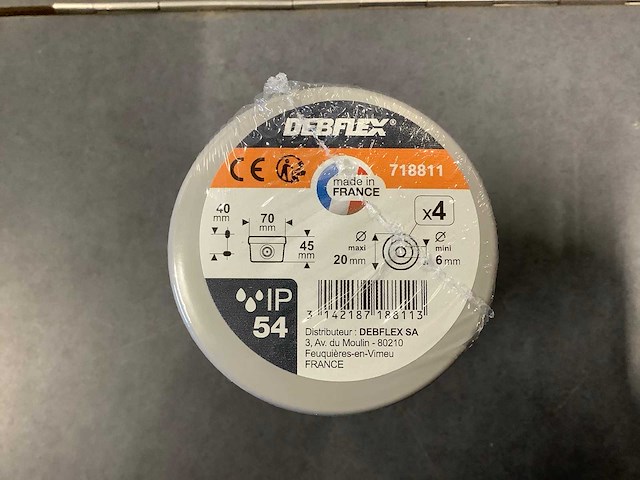 DEBFLEX®
CE 718811
made in
FRANCE
40
mm
70
mm
45
mm
x4
Ø
maxi
20 mm
Ø
mini
6 mm
IP
54
3 142187 188113
Distributeur : DEBFLEX SA
3, Av. du Moulin - 80210
Feuquières-en-Vimeu
FRANCE